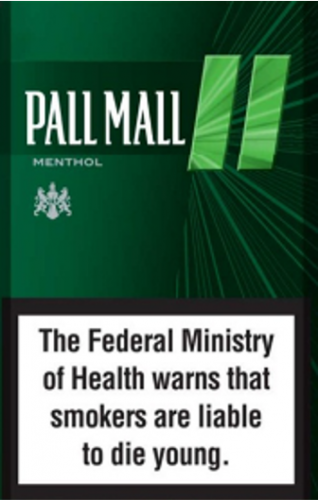 PALL MALL
MENTHOL
The Federal Ministry
of Health warns that
smokers are liable
to die young.